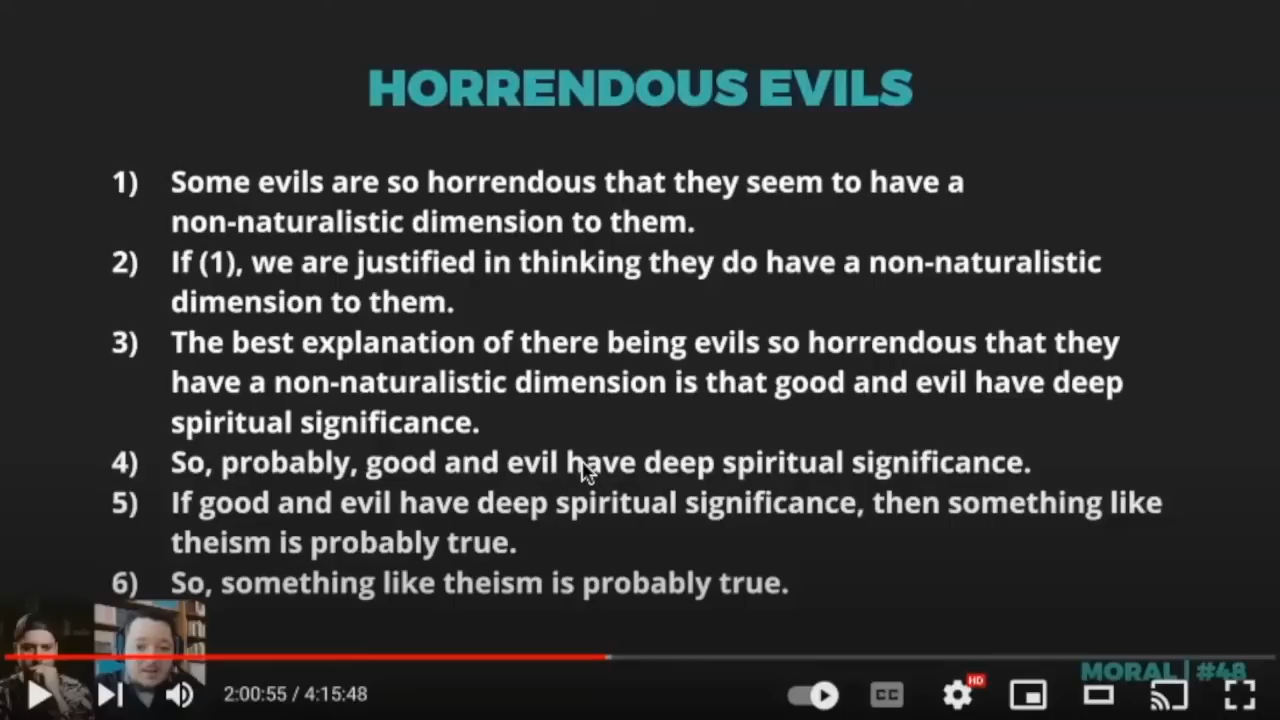 HORRENDOUS EVILS
1) Some evils are so horrendous that they seem to have a
non-naturalistic dimension to them.
2) If (1), we are justified in thinking they do have a non-naturalistic
dimension to them.
3) The best explanation of there being evils so horrendous that they
have a non-naturalistic dimension is that good and evil have deep
spiritual significance.
4) So, probably, good and evil have deep spiritual significance.
5) If good and evil have deep spiritual significance, then something like
theism is probably true.
6) So, something like theism is probably true.
MORAL | #48
2:00:55 / 4:15:48
CC
HD